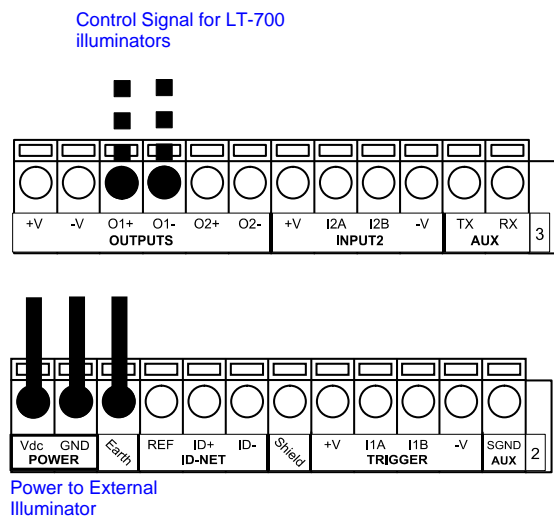 Control Signal for LT-700
illuminators
+V -V O1+ O1- O2+ O2- +V I2A I2B -V TX RX
OUTPUTS INPUT2 AUX 3
Vdc GND Earth REF ID+ ID- Shield +V I1A I1B -V SGND
POWER ID-NET TRIGGER AUX 2
Power to External
Illuminator